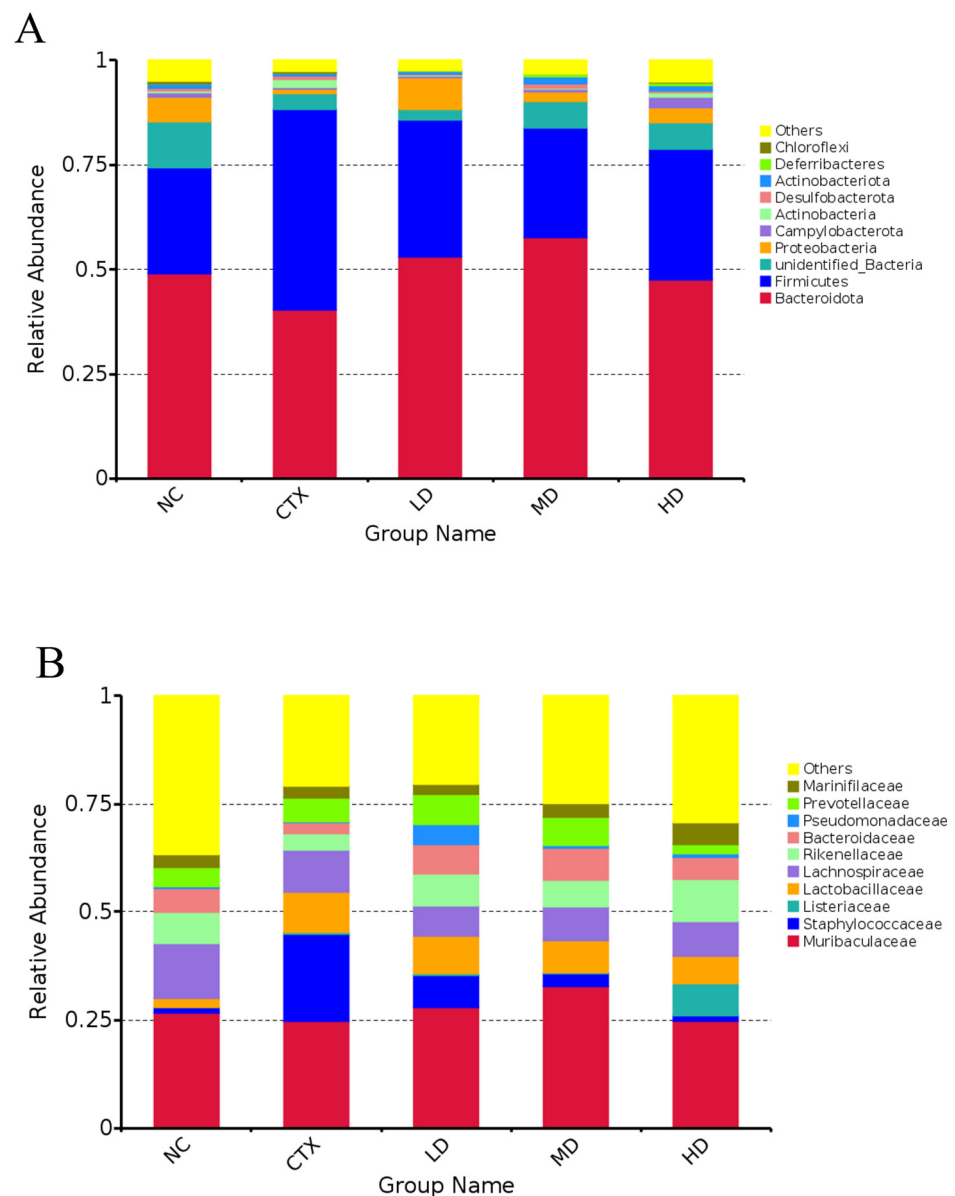 A
1
0.75
0.5
0.25
0
Relative Abundance
NC
CTX
LD
MD
HD
Group Name
Others
Chloroflexi
Deferribacteres
Actinobacteriota
Desulfobacterota
Actinobacteria
Campylobacterota
Proteobacteria
unidentified_Bacteria
Firmicutes
Bacteroidota
B
1
0.75
0.5
0.25
0
Relative Abundance
NC
CTX
LD
MD
HD
Group Name
Others
Marinifilaceae
Prevotellaceae
Pseudomonadaceae
Bacteroidaceae
Rikenellaceae
Lachnospiraceae
Lactobacillaceae
Listeriaceae
Staphylococcaceae
Muribaculaceae